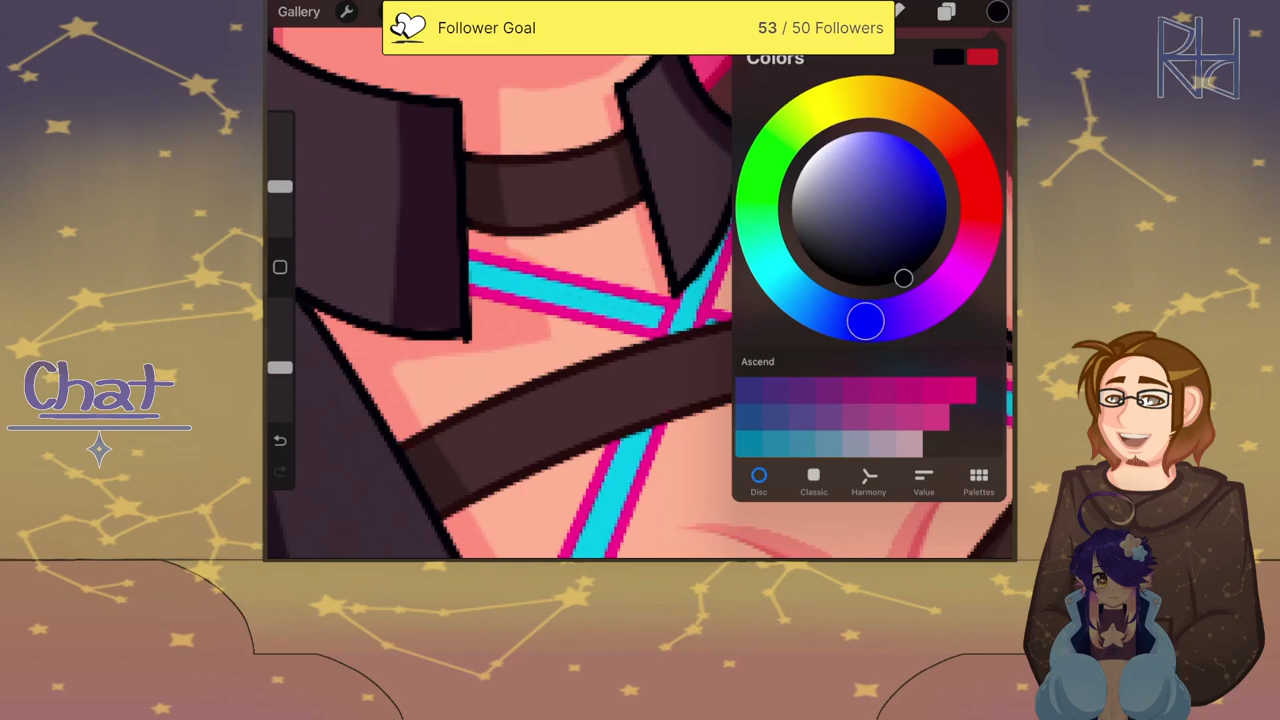 Gallery
Follower Goal
53 / 50 Followers
Colors
Ascend
Disc
Classic
Harmony
Value
Palettes
Chat